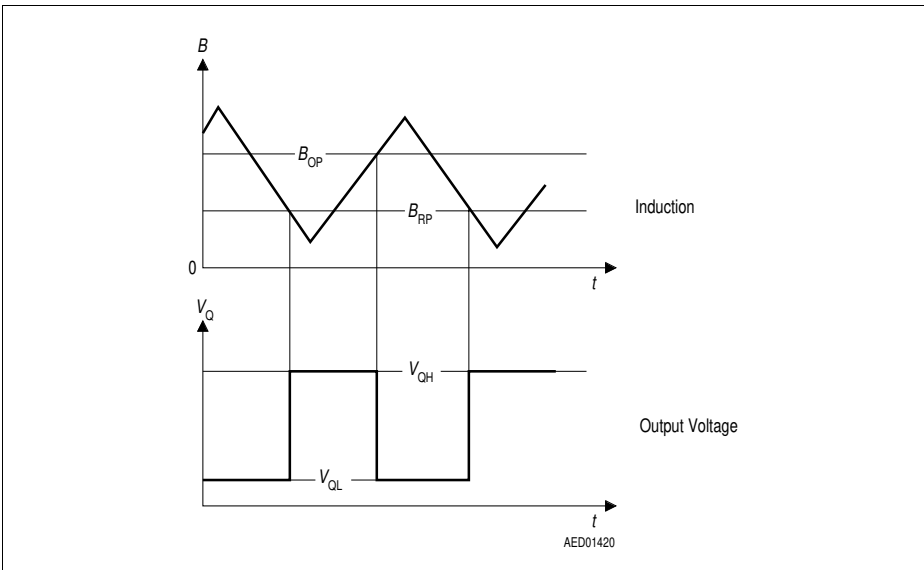 B
B_OP
B_RP
Induction
0
t
V_Q
V_QH
Output Voltage
V_QL
t
AED01420